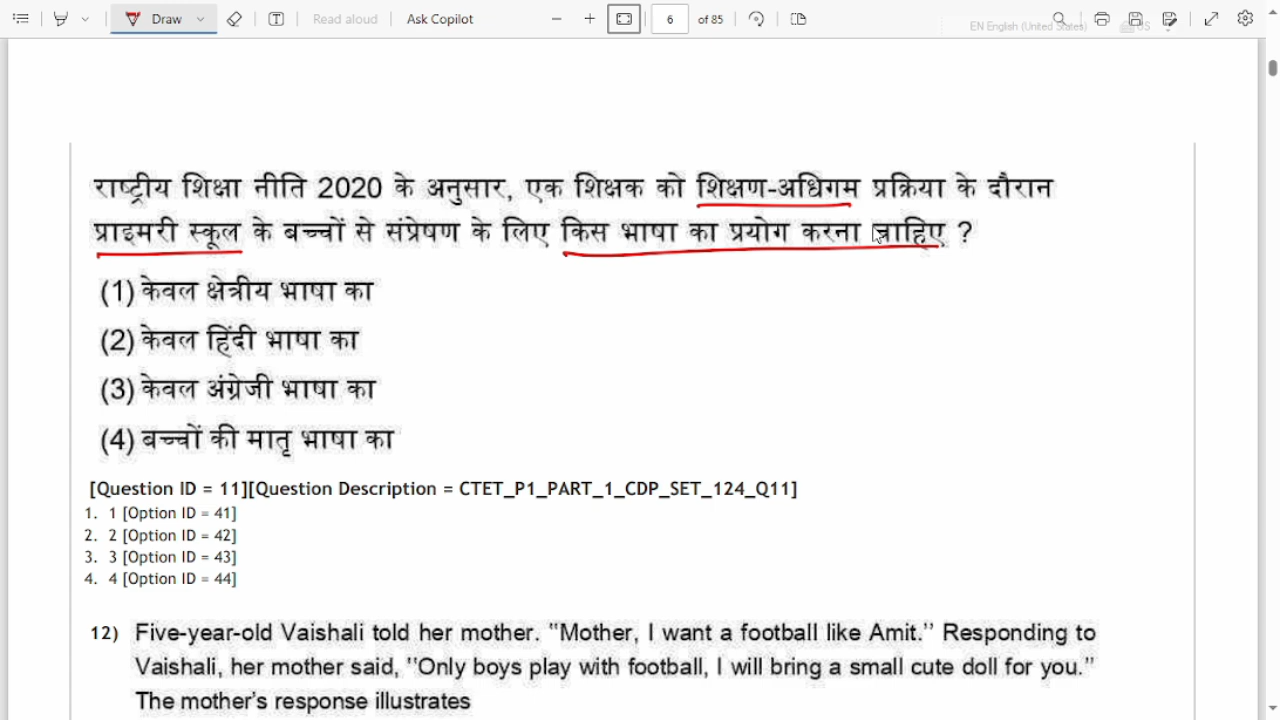 Draw
Read aloud
Ask Copilot
6
of 85
EN English (United States)
US
राष्ट्रीय शिक्षा नीति 2020 के अनुसार, एक शिक्षक को शिक्षण-अधिगम प्रक्रिया के दौरान
प्राइमरी स्कूल के बच्चों से संप्रेषण के लिए किस भाषा का प्रयोग करना चाहिए ?
(1) केवल क्षेत्रीय भाषा का
(2) केवल हिंदी भाषा का
(3) केवल अंग्रेजी भाषा का
(4) बच्चों की मातृ भाषा का
[Question ID = 11][Question Description = CTET_P1_PART_1_CDP_SET_124_Q11]
1. 1 [Option ID = 41]
2. 2 [Option ID = 42]
3. 3 [Option ID = 43]
4. 4 [Option ID = 44]
12) Five-year-old Vaishali told her mother. "Mother, I want a football like Amit." Responding to
Vaishali, her mother said, "Only boys play with football, I will bring a small cute doll for you."
The mother's response illustrates